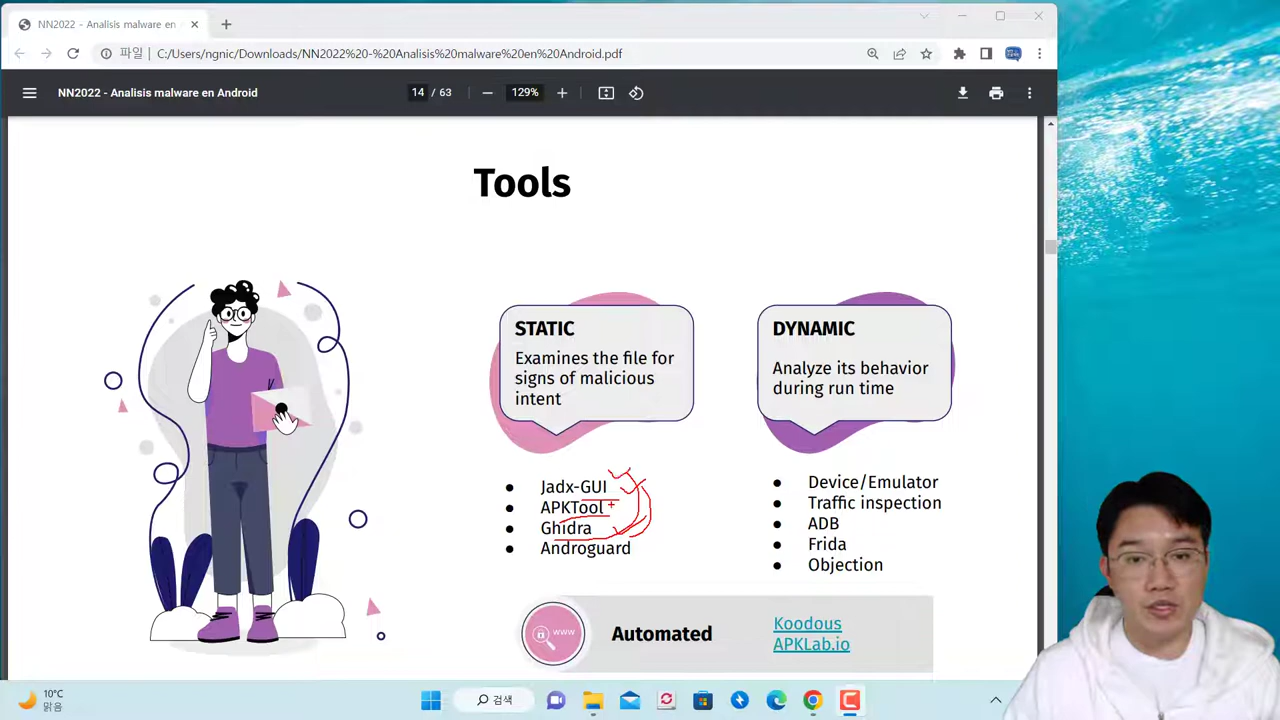 NN2022 - Analisis malware en
파일 C:/Users/ngnic/Downloads/NN2022%20-%20Analisis%20malware%20en%20Android.pdf
NN2022 - Analisis malware en Android
14 / 63
129%
Tools
STATIC
Examines the file for
signs of malicious
intent
Jadx-GUI
APKTool
Ghidra
Androguard
DYNAMIC
Analyze its behavior
during run time
Device/Emulator
Traffic inspection
ADB
Frida
Objection
www
Automated
Koodous
APKLab.io
10°C
맑음
검색